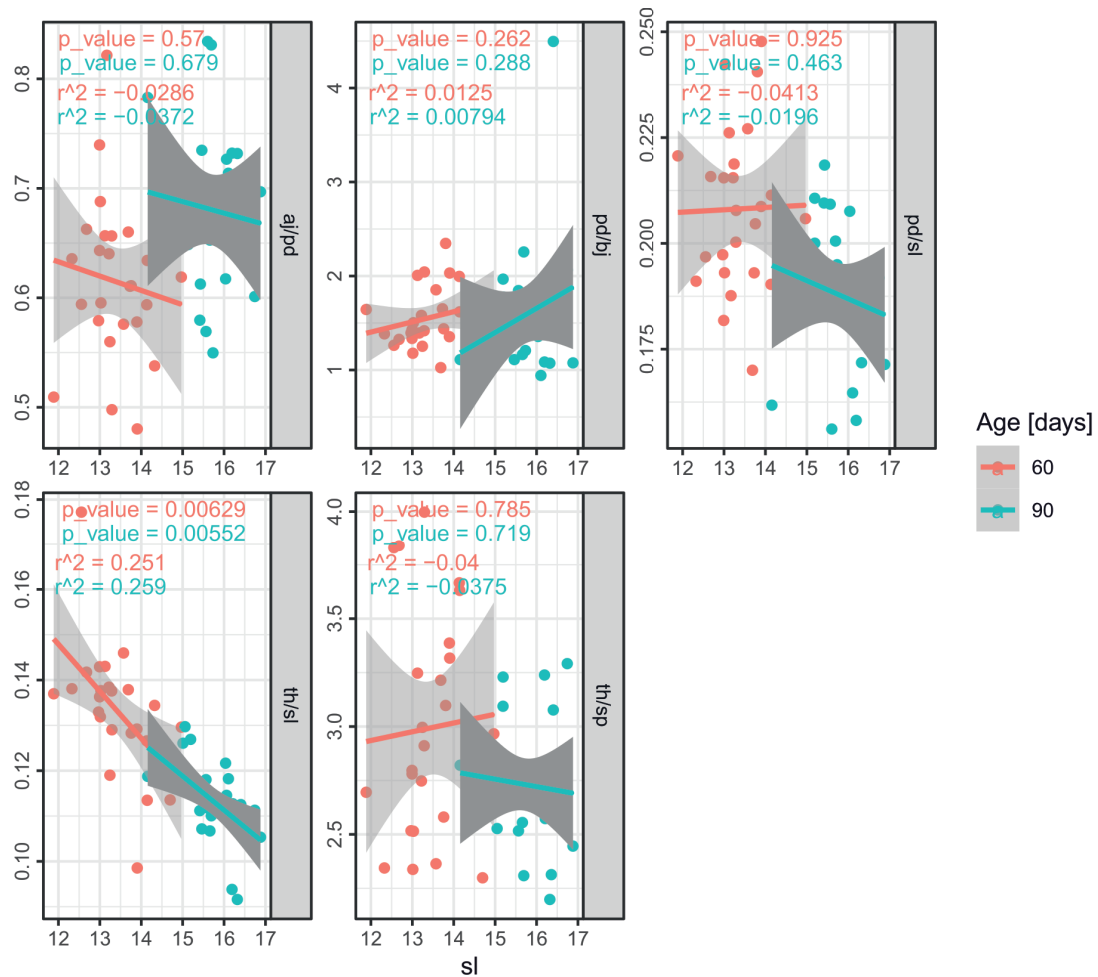 p_value = 0.57
p_value = 0.679
r^2 = −0.0286
r^2 = −0.0372
0.8
0.7
0.6
0.5
aj/pd
12 13 14 15 16 17
p_value = 0.262
p_value = 0.288
r^2 = 0.0125
r^2 = 0.00794
4
3
2
1
pd/bj
12 13 14 15 16 17
p_value = 0.925
p_value = 0.463
r^2 = −0.0413
r^2 = −0.0196
0.250
0.225
0.200
0.175
pd/sl
12 13 14 15 16 17
p_value = 0.00629
p_value = 0.00552
r^2 = 0.251
r^2 = 0.259
0.18
0.16
0.14
0.12
0.10
th/sl
12 13 14 15 16 17
p_value = 0.785
p_value = 0.719
r^2 = −0.04
r^2 = −0.0375
4.0
3.5
3.0
2.5
th/sp
12 13 14 15 16 17
sl
Age [days]
60
90